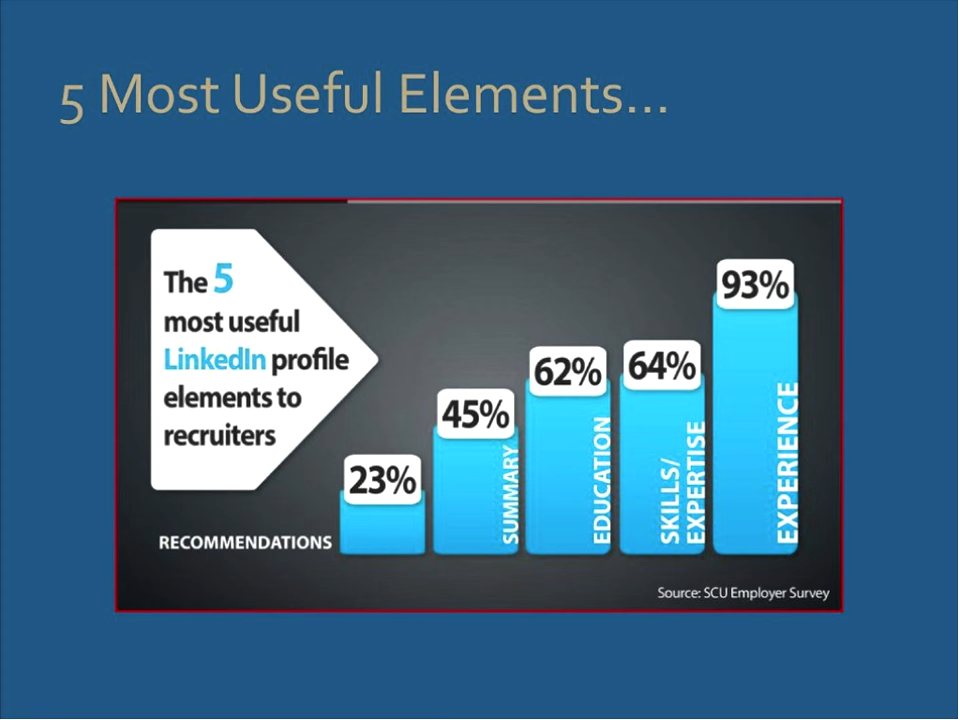 5 Most Useful Elements...
The 5
most useful
LinkedIn profile
elements to
recruiters
23%
45%
62%
64%
93%
RECOMMENDATIONS
SUMMARY
EDUCATION
SKILLS/
EXPERTISE
EXPERIENCE
Source: SCU Employer Survey